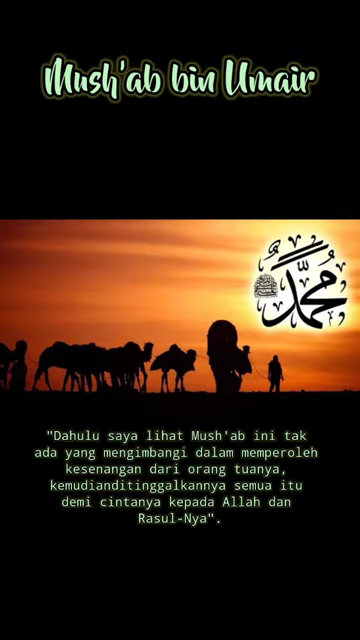 Mush'ab bin Umair
محمد
"Dahulu saya lihat Mush'ab ini tak
ada yang mengimbangi dalam memperoleh
kesenangan dari orang tuanya,
kemudianditinggalkannya semua itu
demi cintanya kepada Allah dan
Rasul-Nya".